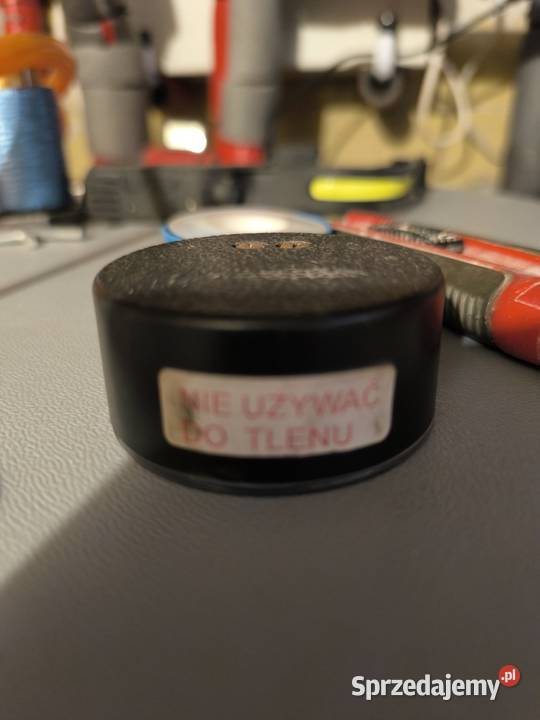 NIE UŻYWAĆ
DO TLENU
Sprzedajemy.pl